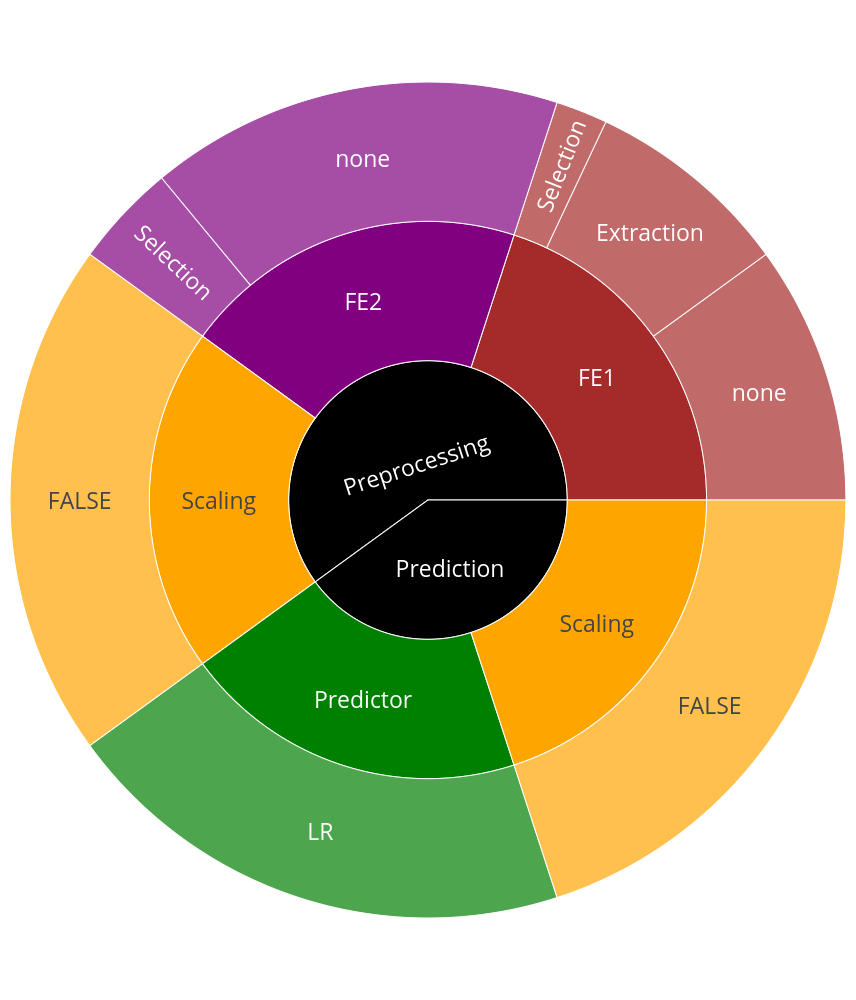 none
Selection
Selection
Extraction
FE2
FE1
none
Preprocessing
FALSE
Scaling
Prediction
Scaling
Predictor
FALSE
LR